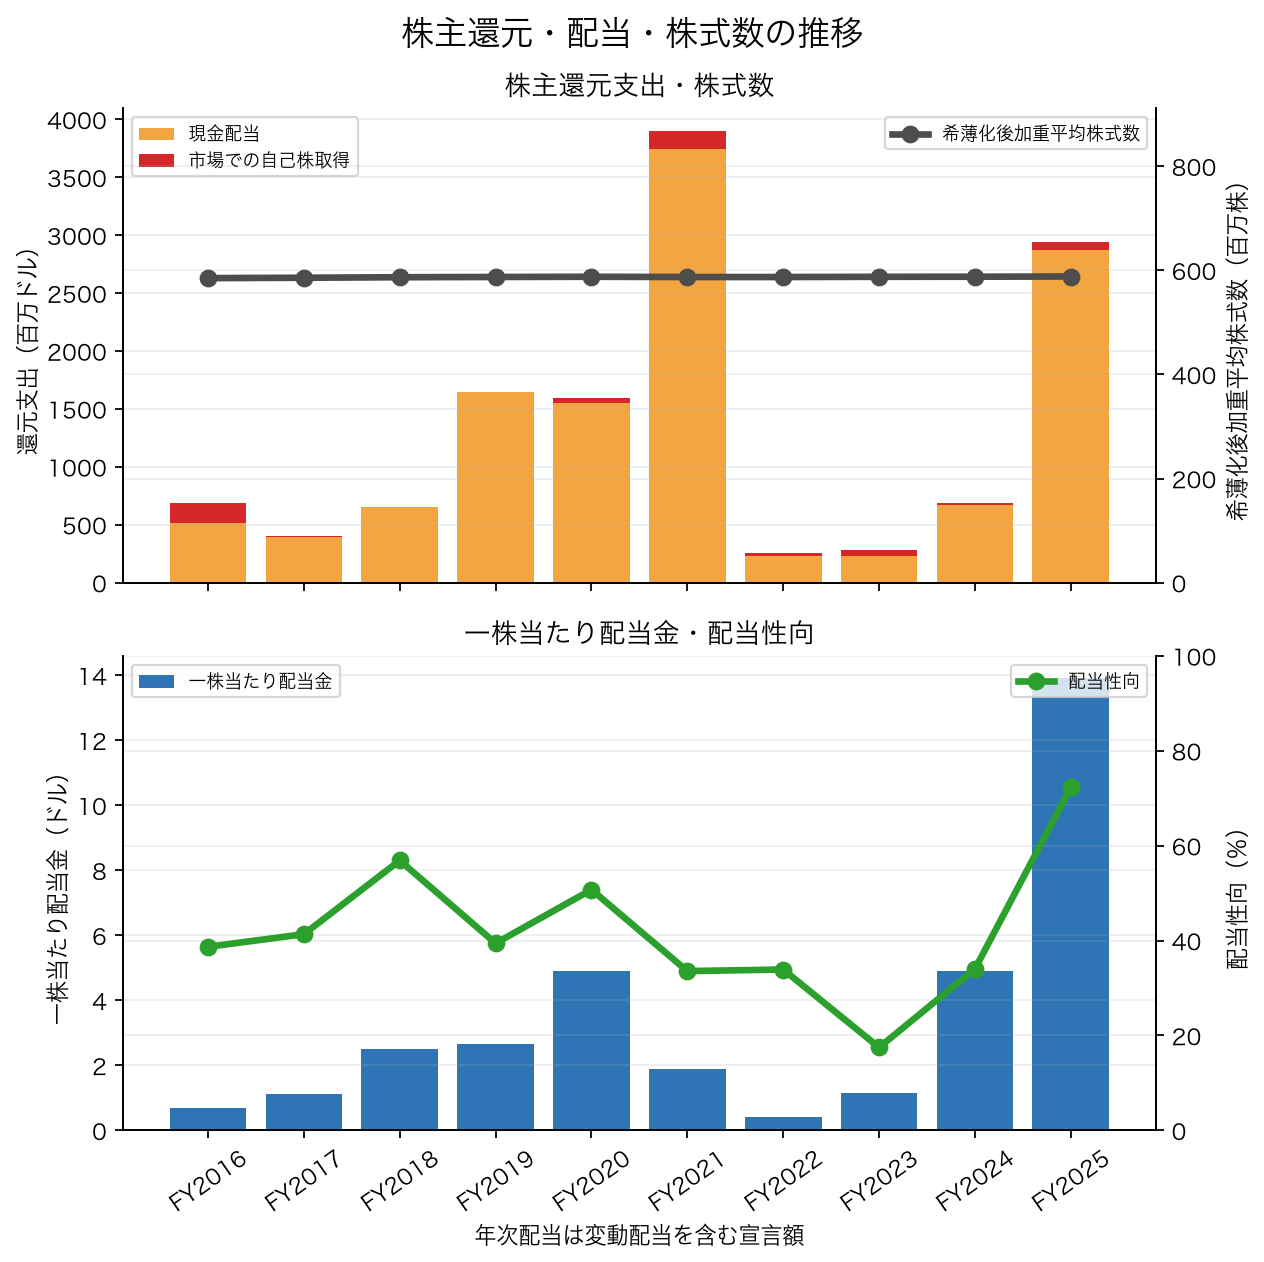 株主還元・配当・株式数の推移
株主還元支出・株式数
現金配当
市場での自己株取得
希薄化後加重平均株式数
4000
3500
3000
2500
2000
1500
1000
500
0
還元支出（百万ドル）
800
600
400
200
0
希薄化後加重平均株式数（百万株）
一株当たり配当金・配当性向
一株当たり配当金
配当性向
14
12
10
8
6
4
2
0
一株当たり配当金（ドル）
100
80
60
40
20
0
配当性向（%）
FY2016
FY2017
FY2018
FY2019
FY2020
FY2021
FY2022
FY2023
FY2024
FY2025
年次配当は変動配当を含む宣言額